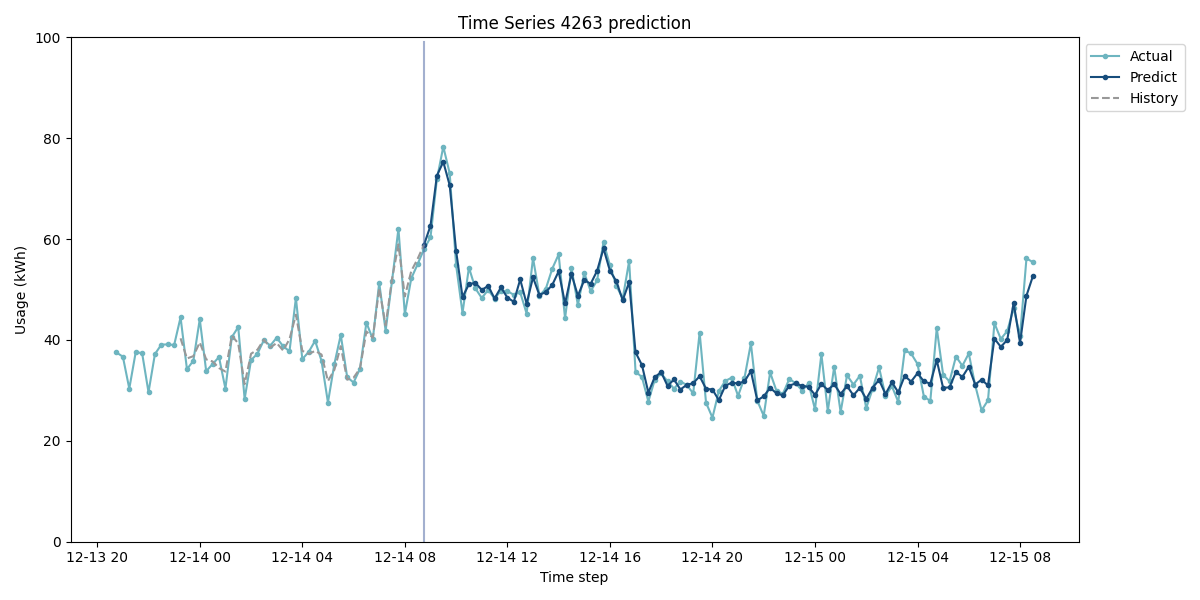 Time Series 4263 prediction
100
80
60
40
20
0
Usage (kWh)
12-13 20
12-14 00
12-14 04
12-14 08
12-14 12
12-14 16
12-14 20
12-15 00
12-15 04
12-15 08
Time step
Actual
Predict
History